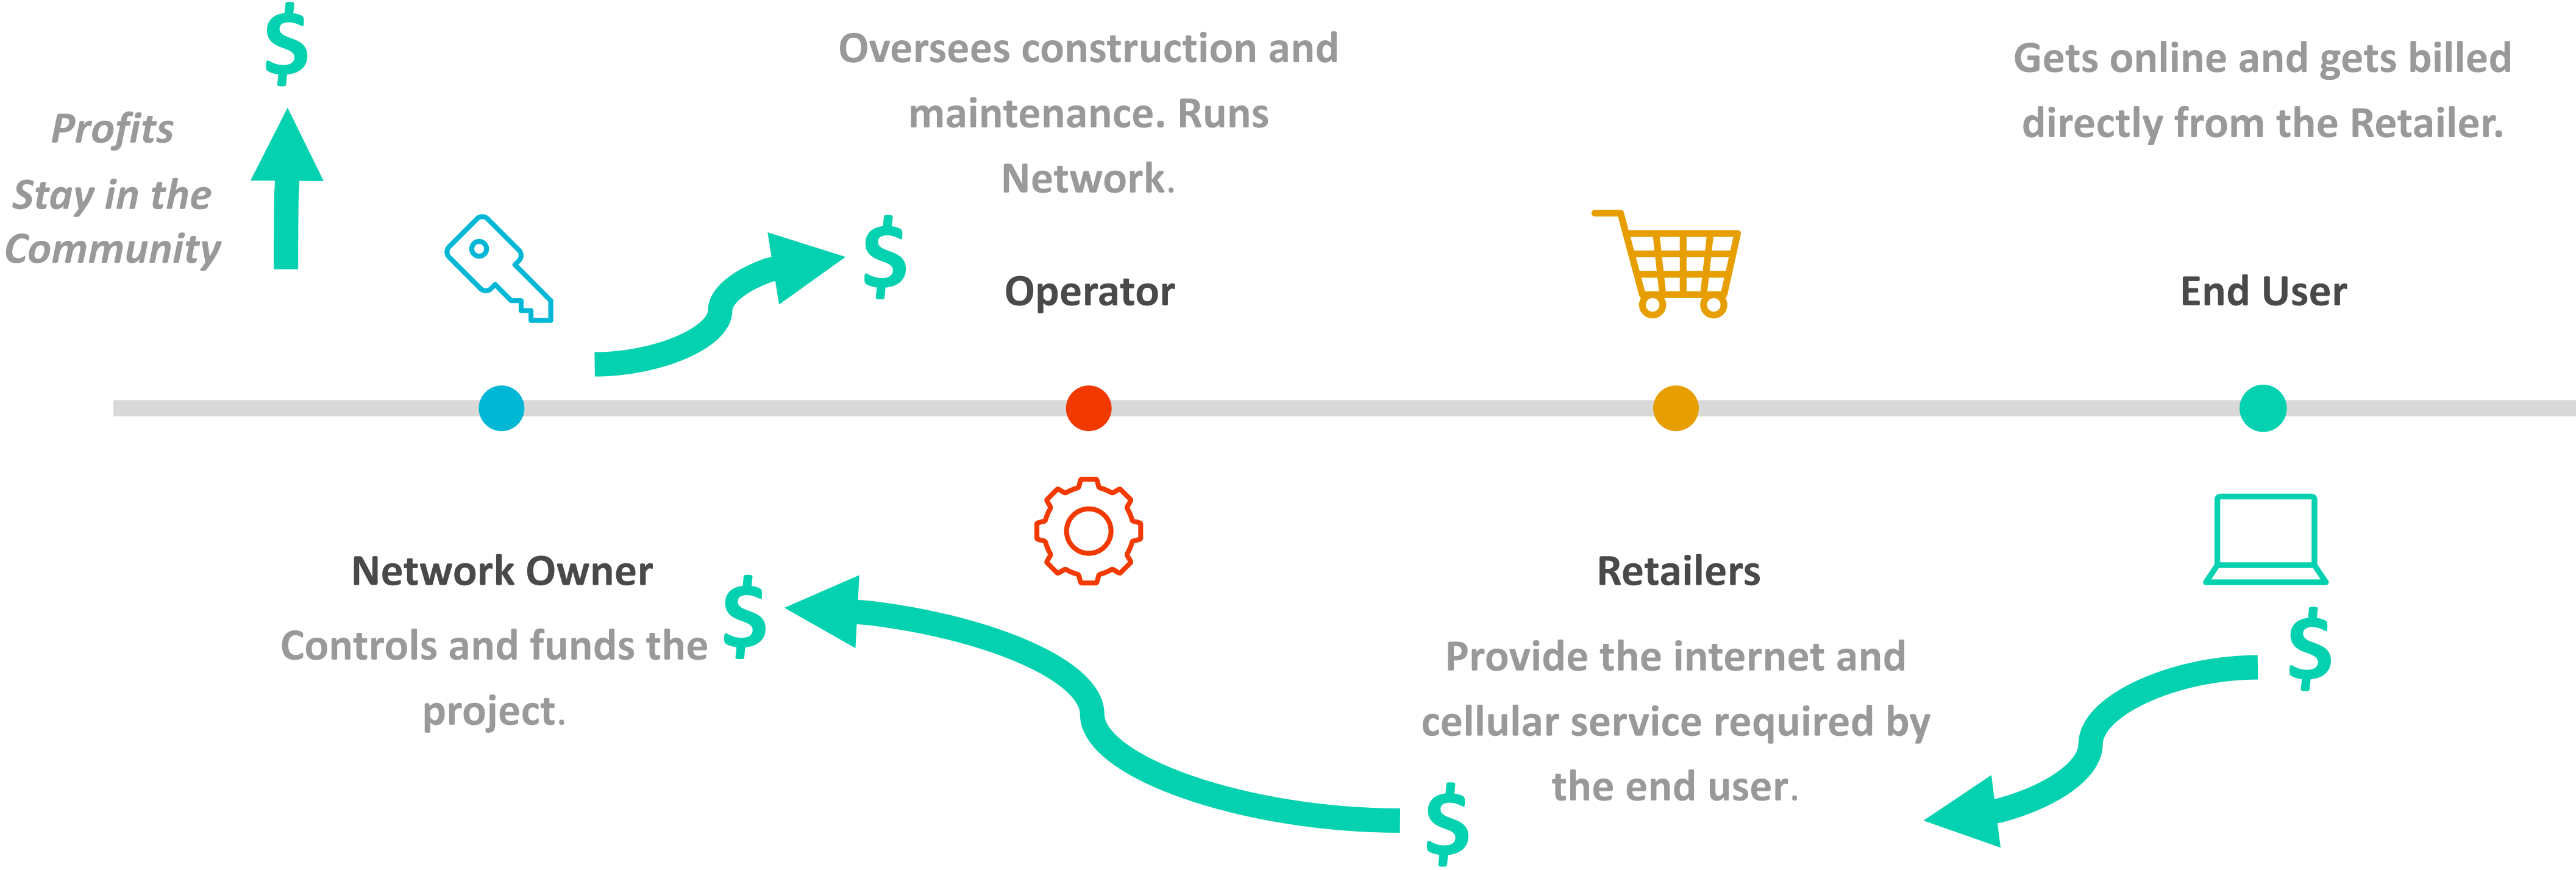 $
Profits
Stay in the
Community
Oversees construction and
maintenance. Runs
Network.
$
Operator
Gets online and gets billed
directly from the Retailer.
End User
Network Owner
Controls and funds the
project.
$
Retailers
Provide the internet and
cellular service required by
the end user.
$
$